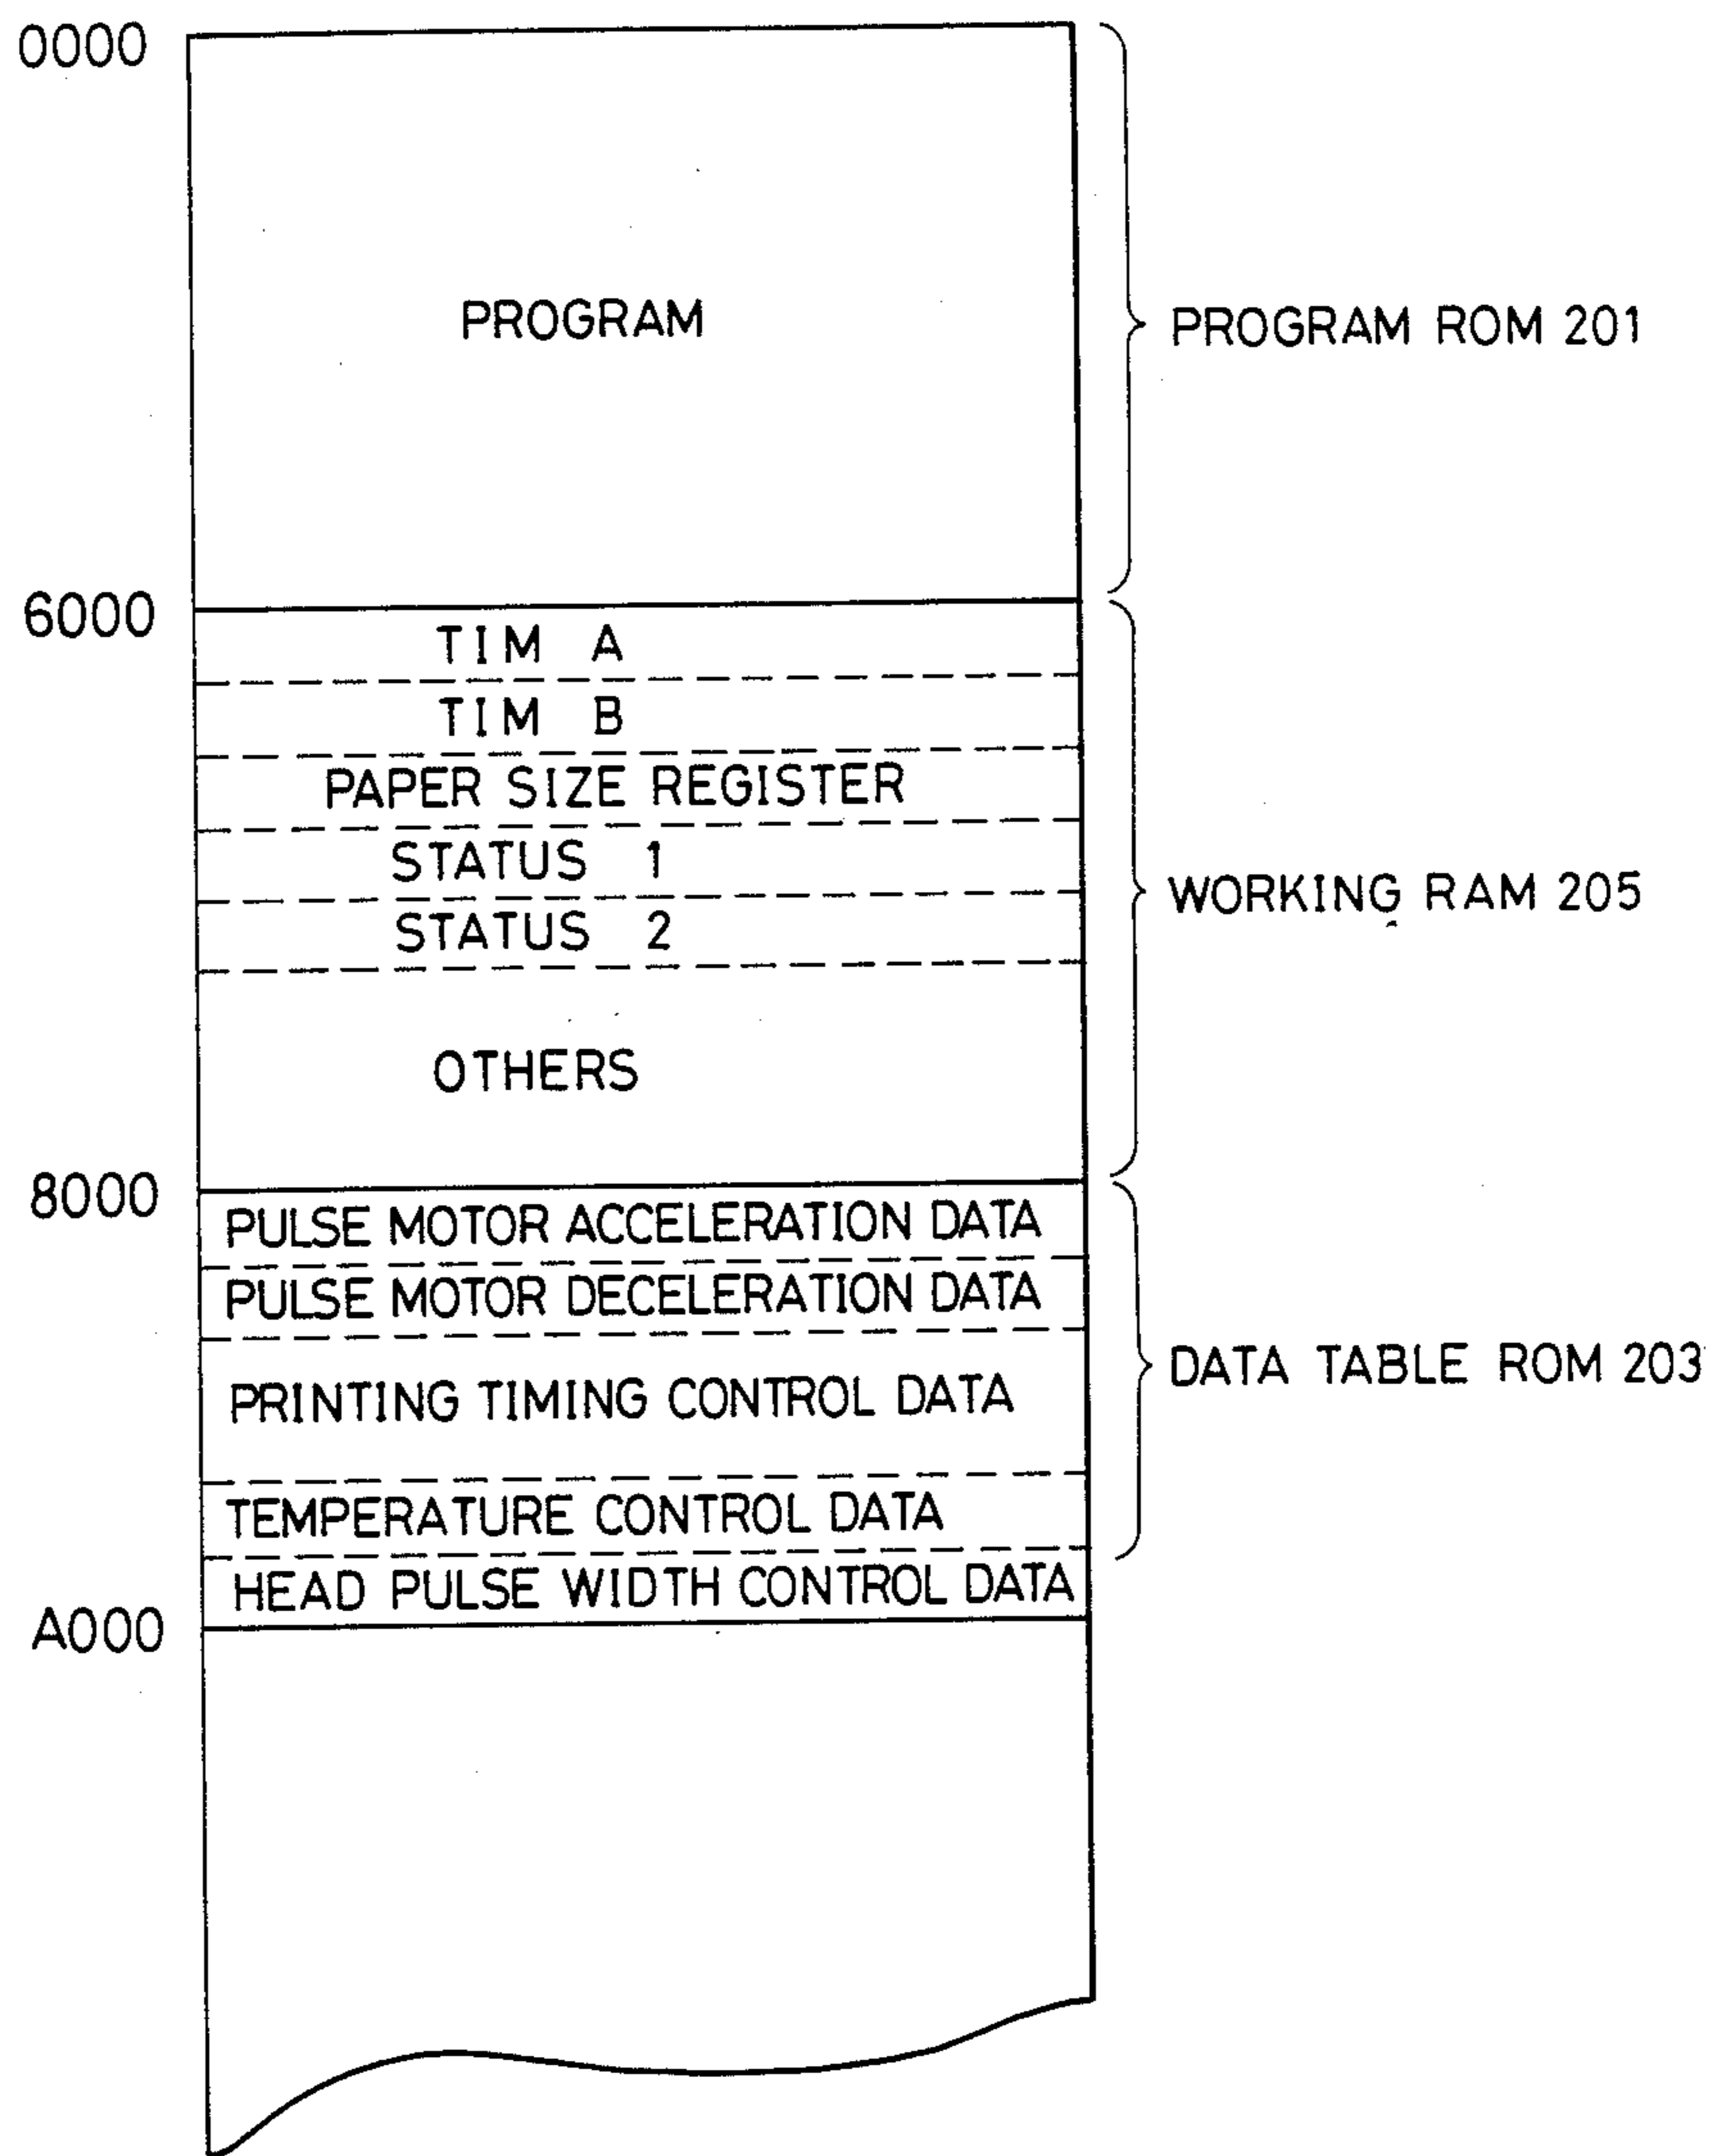 0000
PROGRAM
PROGRAM ROM 201
6000
TIM A
TIM B
PAPER SIZE REGISTER
STATUS 1
STATUS 2
WORKING RAM 205
OTHERS
8000
PULSE MOTOR ACCELERATION DATA
PULSE MOTOR DECELERATION DATA
PRINTING TIMING CONTROL DATA
DATA TABLE ROM 203
TEMPERATURE CONTROL DATA
HEAD PULSE WIDTH CONTROL DATA
A000